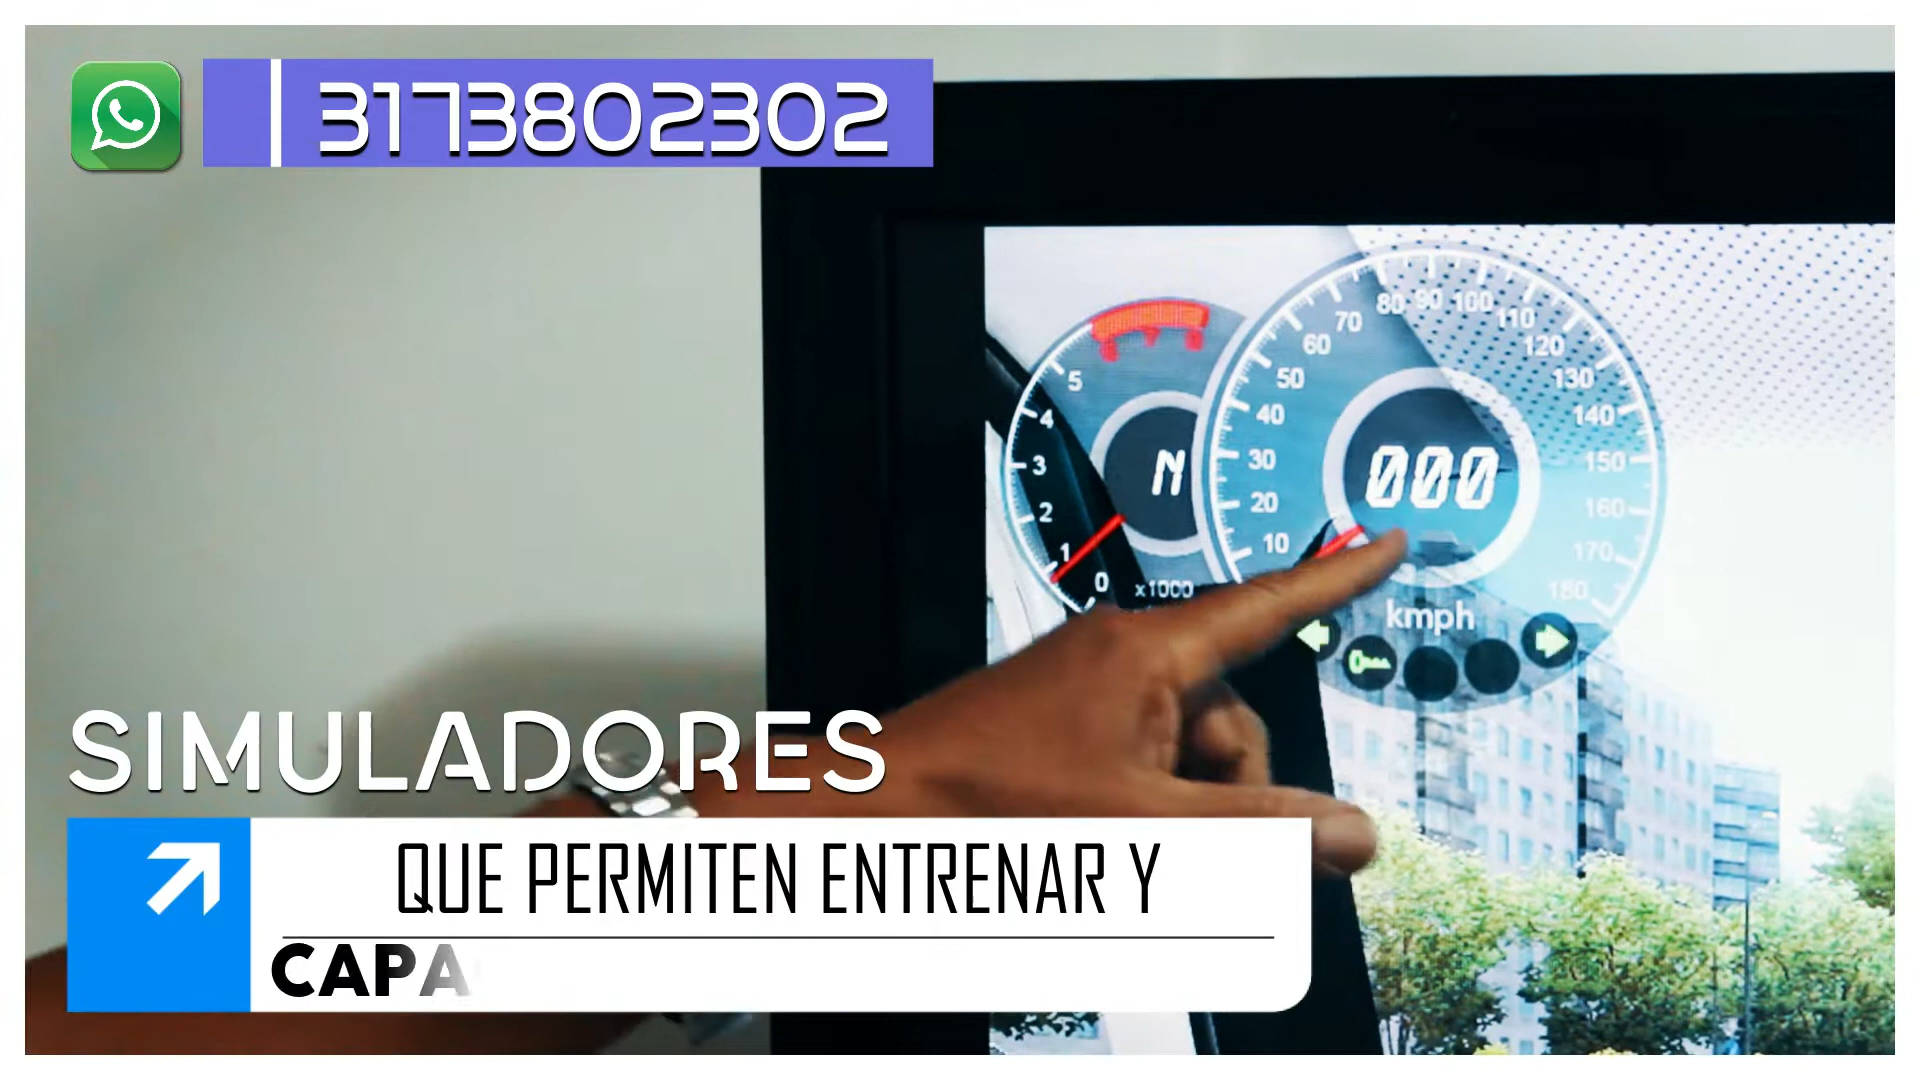 3173802302
80 90 100
70 110
60 120
5 50 130
4 40 140
3 N 30 000 150
2 20 160
1 10 170
0 x1000 180
kmph
SIMULADORES
QUE PERMITEN ENTRENAR Y
CAPA